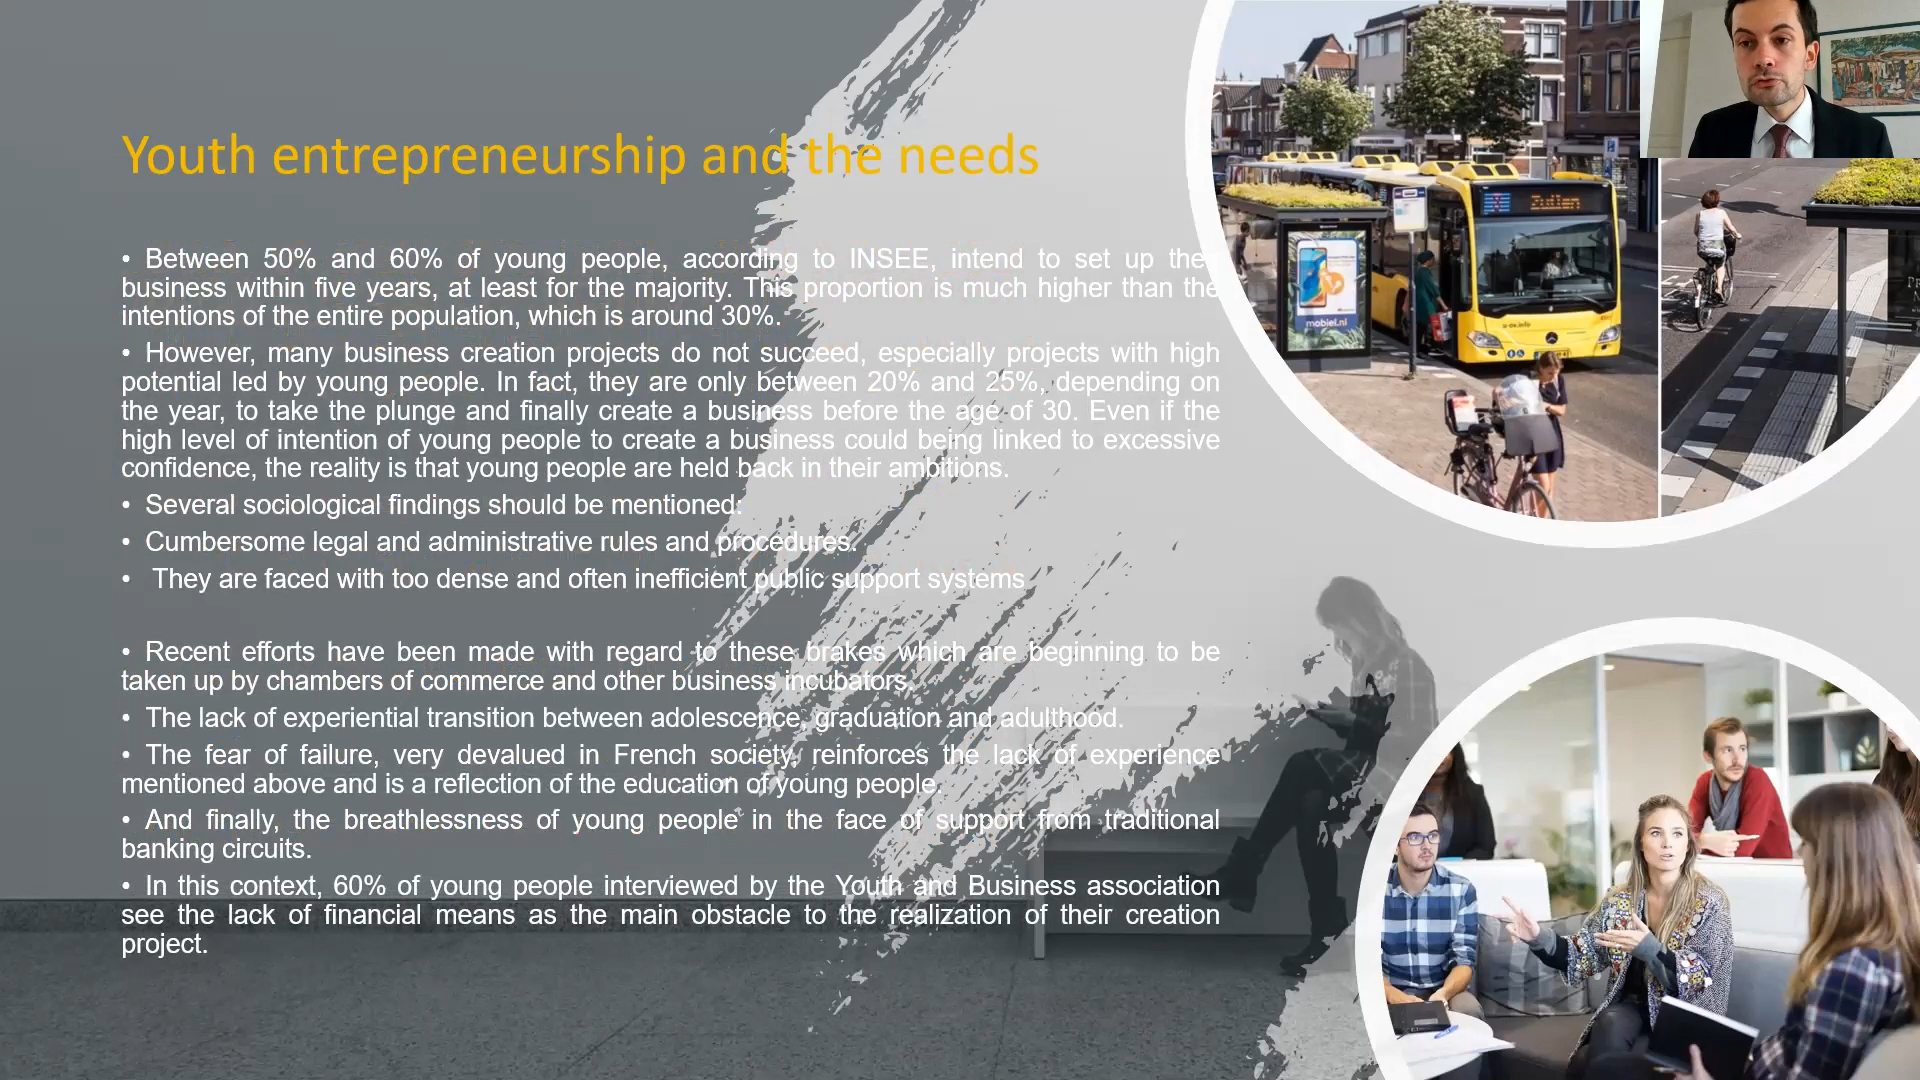 Youth entrepreneurship and the needs
• Between 50% and 60% of young people, according to INSEE, intend to set up their
business within five years, at least for the majority. This proportion is much higher than the
intentions of the entire population, which is around 30%.
• However, many business creation projects do not succeed, especially projects with high
potential led by young people. In fact, they are only between 20% and 25%, depending on
the year, to take the plunge and finally create a business before the age of 30. Even if the
high level of intention of young people to create a business could being linked to excessive
confidence, the reality is that young people are held back in their ambitions.
• Several sociological findings should be mentioned:
• Cumbersome legal and administrative rules and procedures.
• They are faced with too dense and often inefficient public support systems.
• Recent efforts have been made with regard to these brakes which are beginning to be
taken up by chambers of commerce and other business incubators.
• The lack of experiential transition between adolescence, graduation and adulthood.
• The fear of failure, very devalued in French society, reinforces the lack of experience
mentioned above and is a reflection of the education of young people.
• And finally, the breathlessness of young people in the face of support from traditional
banking circuits.
• In this context, 60% of young people interviewed by the Youth and Business association
see the lack of financial means as the main obstacle to the realization of their creation
project.
Zuilen
mobiel.nl
u-ov.info